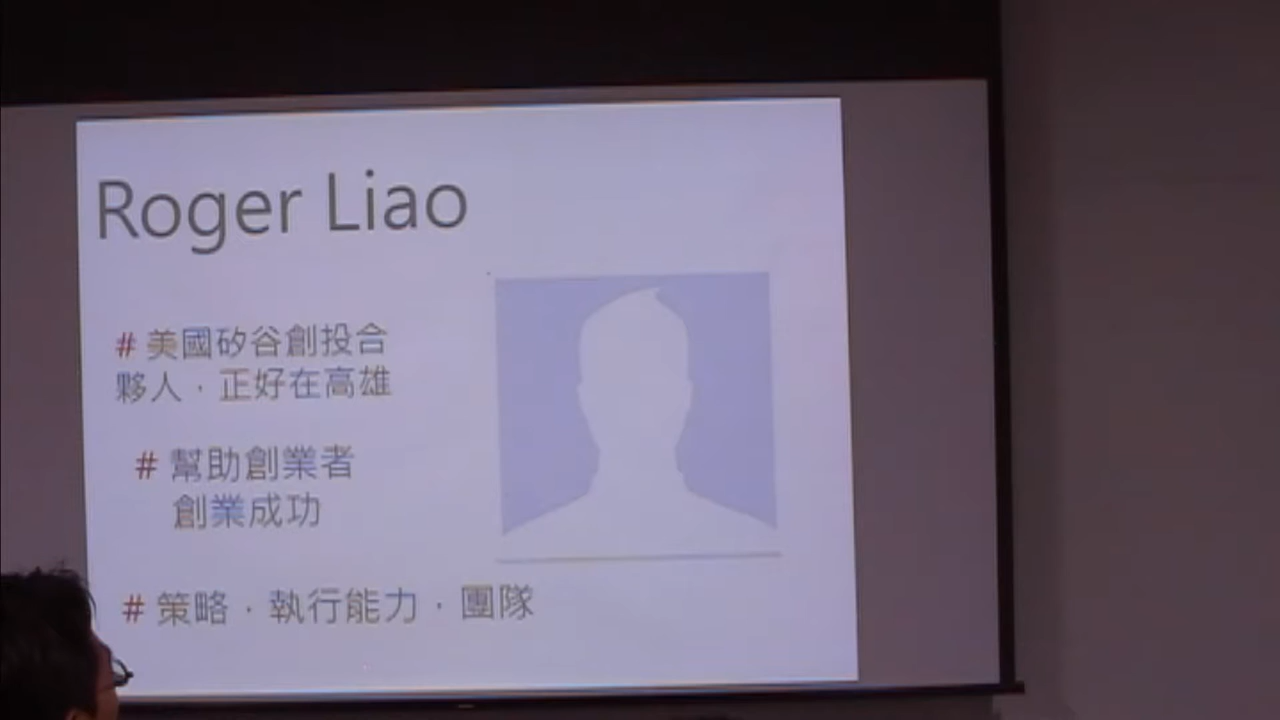 Roger Liao
# 美國矽谷創投合
夥人，正好在高雄
# 幫助創業者
創業成功
# 策略．執行能力．團隊